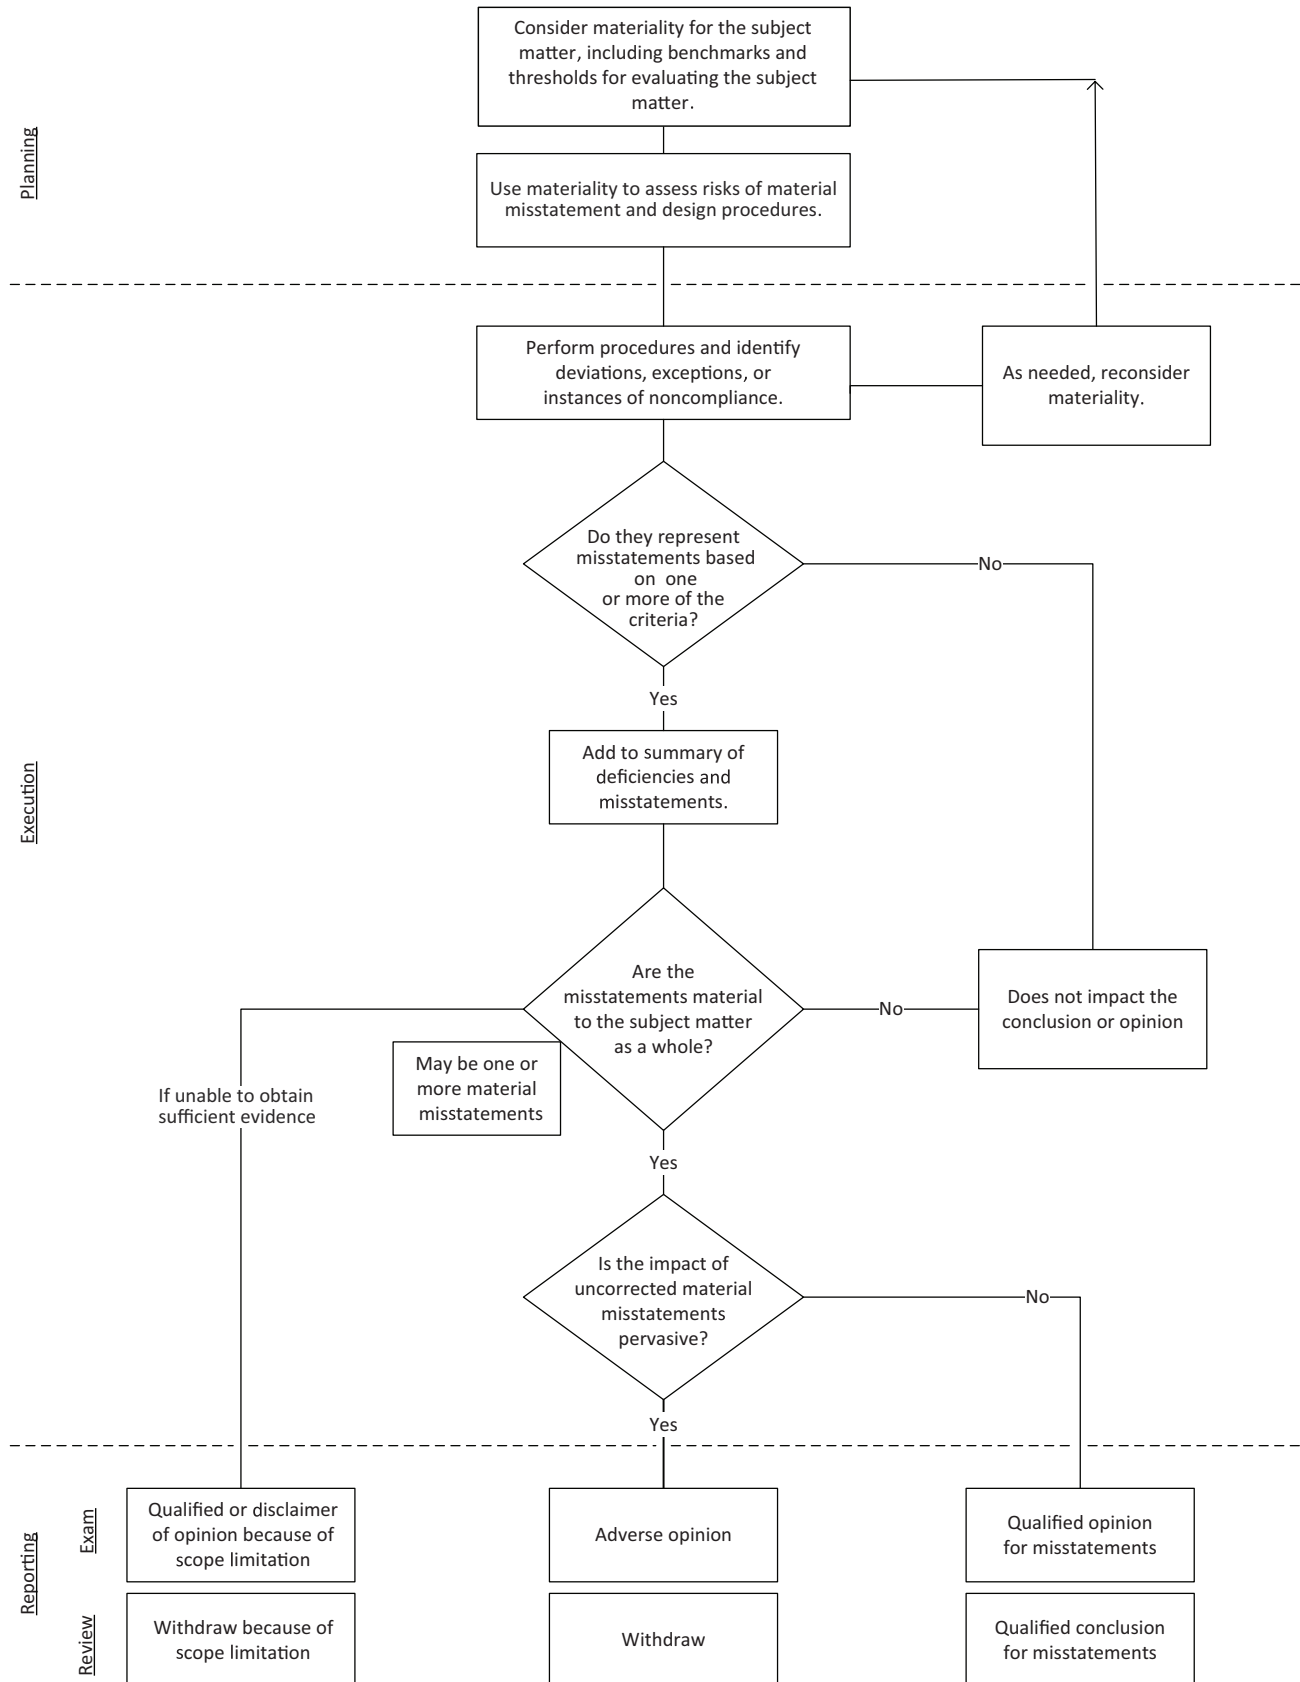 Planning
Consider materiality for the subject
matter, including benchmarks and
thresholds for evaluating the subject
matter.
Use materiality to assess risks of material
misstatement and design procedures.
Execution
Perform procedures and identify
deviations, exceptions, or
instances of noncompliance.
As needed, reconsider
materiality.
Do they represent
misstatements based
on one
or more of the
criteria?
No
Yes
Add to summary of
deficiencies and
misstatements.
Are the
misstatements material
to the subject matter
as a whole?
No
Does not impact the
conclusion or opinion
May be one or
more material
misstatements
If unable to obtain
sufficient evidence
Yes
Is the impact of
uncorrected material
misstatements
pervasive?
No
Yes
Reporting
Exam
Qualified or disclaimer
of opinion because of
scope limitation
Adverse opinion
Qualified opinion
for misstatements
Review
Withdraw because of
scope limitation
Withdraw
Qualified conclusion
for misstatements